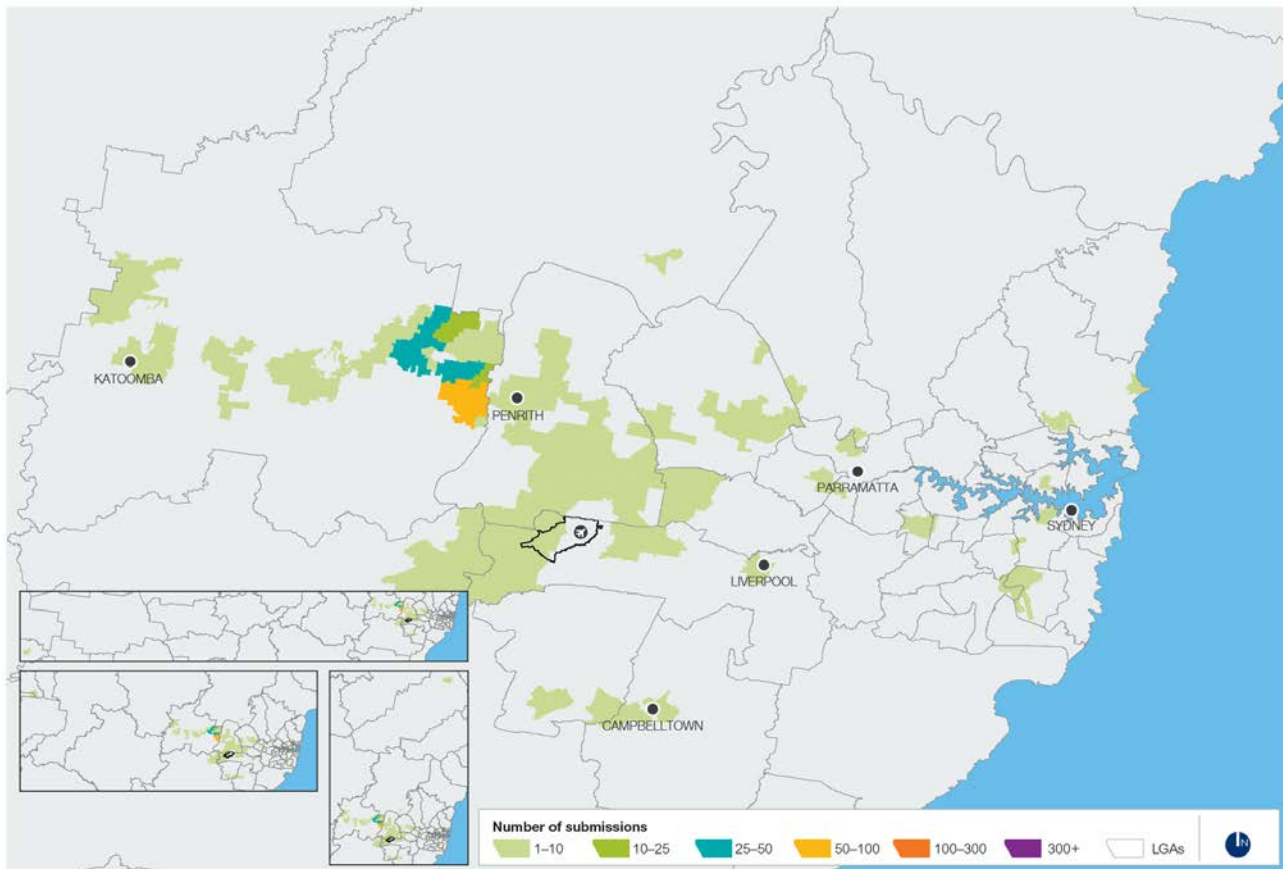 KATOOMBA
PENRITH
PARRAMATTA
SYDNEY
LIVERPOOL
CAMPBELLTOWN
Number of submissions
1–10
10–25
25–50
50–100
100–300
300+
LGAs
N